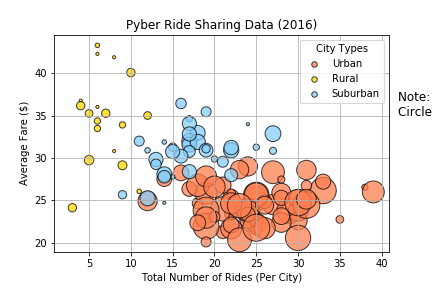 Pyber Ride Sharing Data (2016)
City Types
Urban
Rural
Suburban
Note:
Circle
Average Fare ($)
40
35
30
25
20
5 10 15 20 25 30 35 40
Total Number of Rides (Per City)